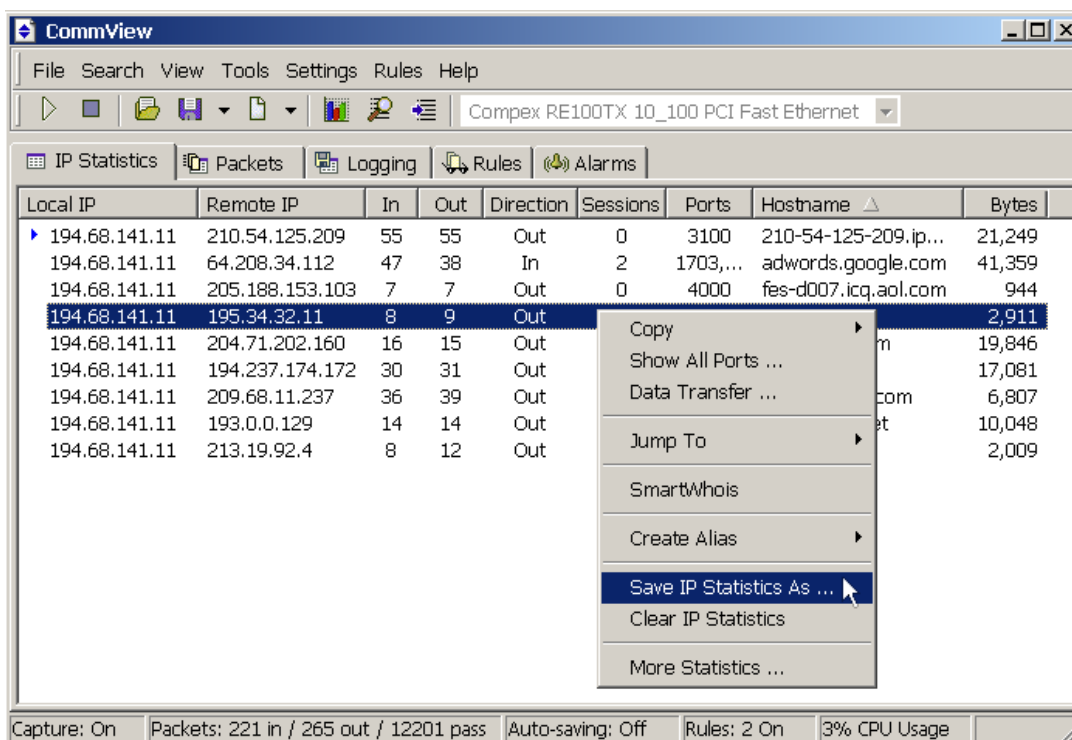 CommView
File Search View Tools Settings Rules Help
Compex RE100TX 10_100 PCI Fast Ethernet
IP Statistics Packets Logging Rules Alarms
Local IP Remote IP In Out Direction Sessions Ports Hostname Bytes
194.68.141.11 210.54.125.209 55 55 Out 0 3100 210-54-125-209.ip... 21,249
194.68.141.11 64.208.34.112 47 38 In 2 1703,... adwords.google.com 41,359
194.68.141.11 205.188.153.103 7 7 Out 0 4000 fes-d007.icq.aol.com 944
194.68.141.11 195.34.32.11 8 9 Out 2,911
194.68.141.11 204.71.202.160 16 15 Out m 19,846
194.68.141.11 194.237.174.172 30 31 Out 17,081
194.68.141.11 209.68.11.237 36 39 Out com 6,807
194.68.141.11 193.0.0.129 14 14 Out et 10,048
194.68.141.11 213.19.92.4 8 12 Out 2,009
Copy
Show All Ports ...
Data Transfer ...
Jump To
SmartWhois
Create Alias
Save IP Statistics As ...
Clear IP Statistics
More Statistics ...
Capture: On Packets: 221 in / 265 out / 12201 pass Auto-saving: Off Rules: 2 On 3% CPU Usage